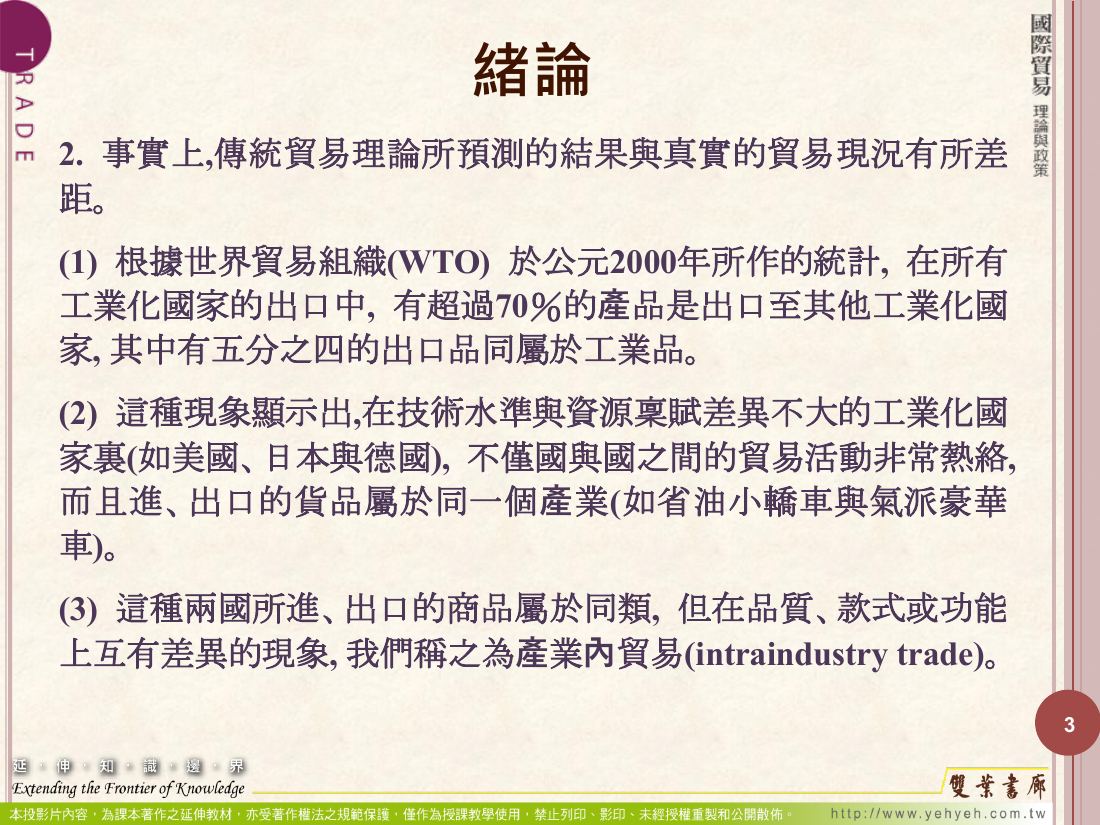 TRADE
國際貿易 理論與政策
緒論
2. 事實上,傳統貿易理論所預測的結果與真實的貿易現況有所差
距。
(1) 根據世界貿易組織(WTO) 於公元2000年所作的統計, 在所有
工業化國家的出口中, 有超過70%的產品是出口至其他工業化國
家, 其中有五分之四的出口品同屬於工業品。
(2) 這種現象顯示出,在技術水準與資源稟賦差異不大的工業化國
家裏(如美國、日本與德國), 不僅國與國之間的貿易活動非常熱絡,
而且進、出口的貨品屬於同一個產業(如省油小轎車與氣派豪華
車)。
(3) 這種兩國所進、出口的商品屬於同類, 但在品質、款式或功能
上互有差異的現象, 我們稱之為產業內貿易(intraindustry trade)。
3
延。伸。知。識。邊。界
Extending the Frontier of Knowledge
雙葉書廊
本投影片內容，為課本著作之延伸教材，亦受著作權法之規範保護，僅作為授課教學使用，禁止列印、影印、未經授權重製和公開散佈。
http://www.yehyeh.com.tw